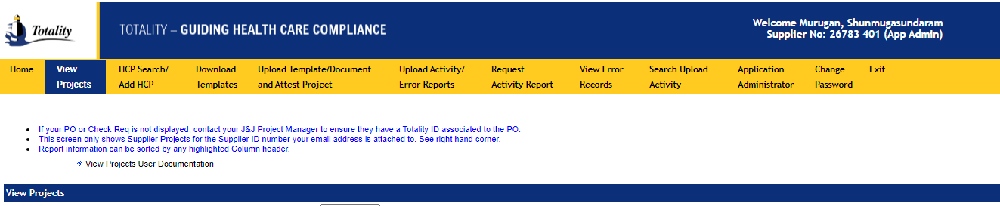 Totality
TOTALITY – GUIDING HEALTH CARE COMPLIANCE
Welcome Murugan, Shunmugasundaram
Supplier No: 26783 401 (App Admin)
Home
View
Projects
HCP Search/
Add HCP
Download
Templates
Upload Template/Document
and Attest Project
Upload Activity/
Error Reports
Request
Activity Report
View Error
Records
Search Upload
Activity
Application
Administrator
Change
Password
Exit
If your PO or Check Req is not displayed, contact your J&J Project Manager to ensure they have a Totality ID associated to the PO.
This screen only shows Supplier Projects for the Supplier ID number your email address is attached to. See right hand corner.
Report information can be sorted by any highlighted Column header.
View Projects User Documentation
View Projects